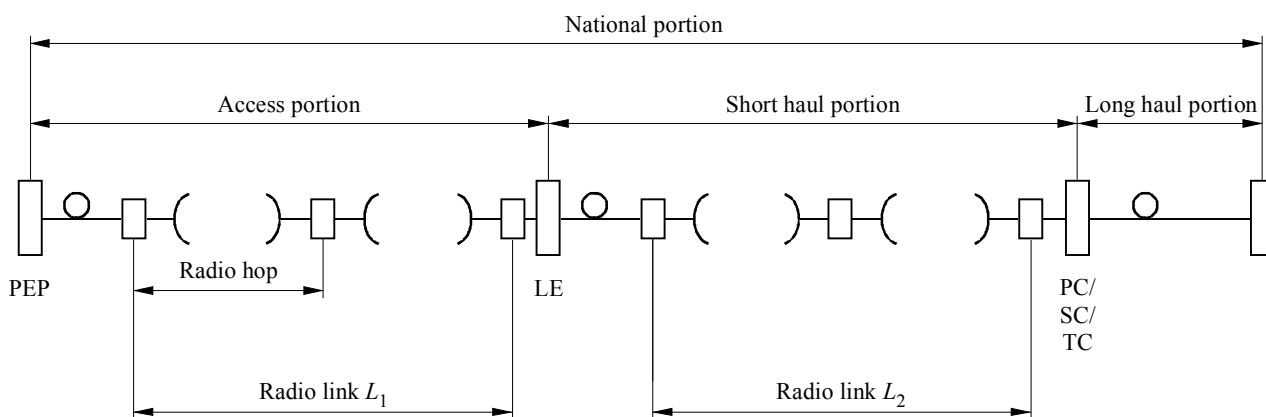 National portion
Access portion
Short haul portion
Long haul portion
Radio hop
PEP
LE
PC/
SC/
TC
Radio link L1
Radio link L2